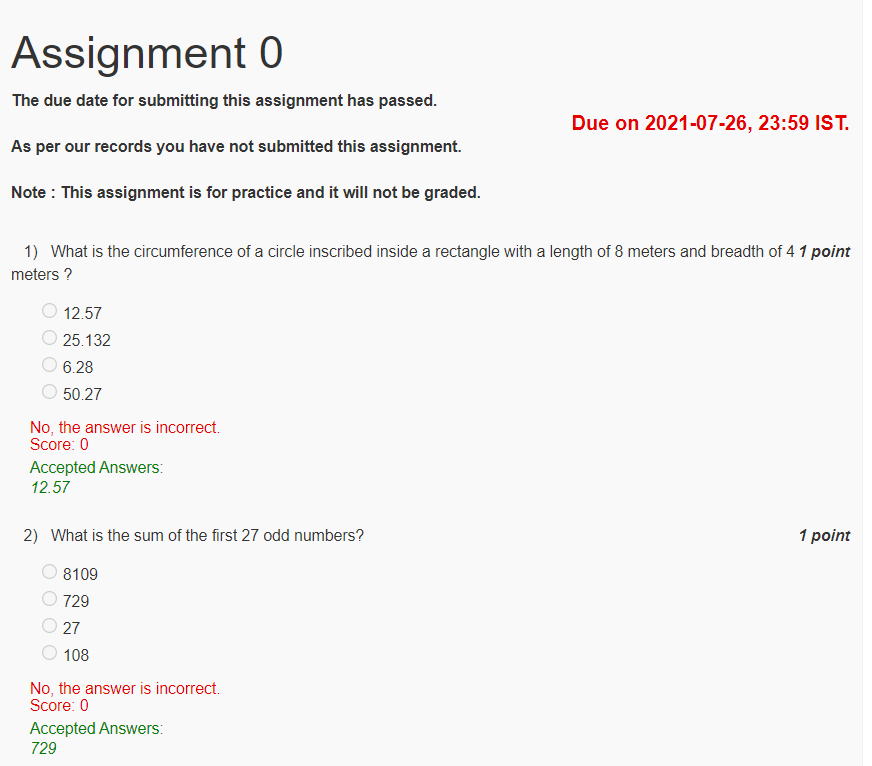 Assignment 0
The due date for submitting this assignment has passed.
Due on 2021-07-26, 23:59 IST.
As per our records you have not submitted this assignment.
Note : This assignment is for practice and it will not be graded.
1) What is the circumference of a circle inscribed inside a rectangle with a length of 8 meters and breadth of 4 1 point
meters ?
12.57
25.132
6.28
50.27
No, the answer is incorrect.
Score: 0
Accepted Answers:
12.57
2) What is the sum of the first 27 odd numbers? 1 point
8109
729
27
108
No, the answer is incorrect.
Score: 0
Accepted Answers:
729